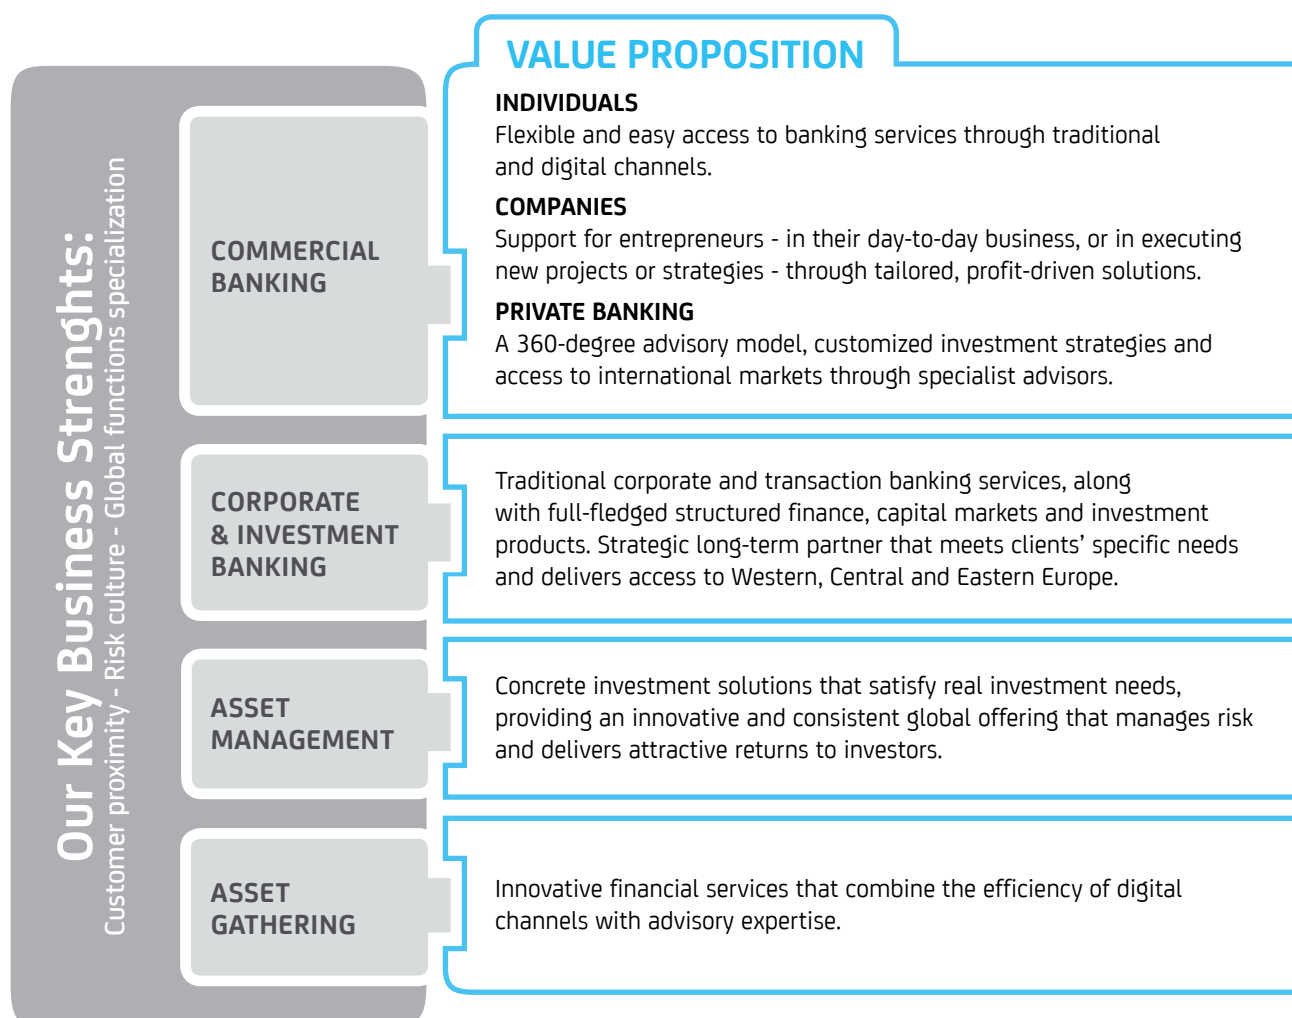 Our Key Business Strenghts:
Customer proximity - Risk culture - Global functions specialization
VALUE PROPOSITION
COMMERCIAL
BANKING
INDIVIDUALS
Flexible and easy access to banking services through traditional
and digital channels.
COMPANIES
Support for entrepreneurs - in their day-to-day business, or in executing
new projects or strategies - through tailored, profit-driven solutions.
PRIVATE BANKING
A 360-degree advisory model, customized investment strategies and
access to international markets through specialist advisors.
CORPORATE
& INVESTMENT
BANKING
Traditional corporate and transaction banking services, along
with full-fledged structured finance, capital markets and investment
products. Strategic long-term partner that meets clients’ specific needs
and delivers access to Western, Central and Eastern Europe.
ASSET
MANAGEMENT
Concrete investment solutions that satisfy real investment needs,
providing an innovative and consistent global offering that manages risk
and delivers attractive returns to investors.
ASSET
GATHERING
Innovative financial services that combine the efficiency of digital
channels with advisory expertise.